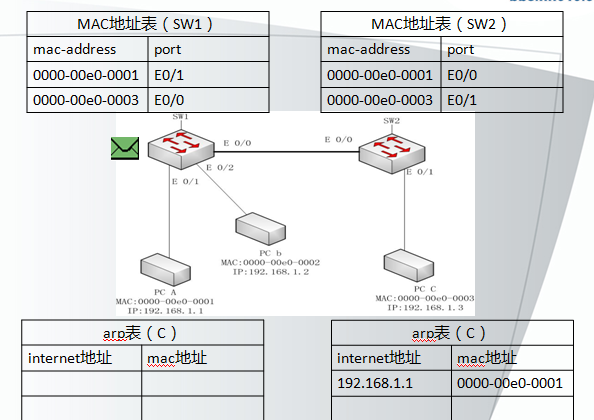 MAC地址表（SW1）
mac-address port
0000-00e0-0001 E0/1
0000-00e0-0003 E0/0
MAC地址表（SW2）
mac-address port
0000-00e0-0001 E0/0
0000-00e0-0003 E0/1
SW1
SW2
E 0/0
E 0/0
E 0/2
E 0/1
E 0/1
PC b
MAC:0000-00e0-0002
IP:192.168.1.2
PC A
MAC:0000-00e0-0001
IP:192.168.1.1
PC C
MAC:0000-00e0-0003
IP:192.168.1.3
arp表（C）
internet地址 mac地址
arp表（C）
internet地址 mac地址
192.168.1.1 0000-00e0-0001